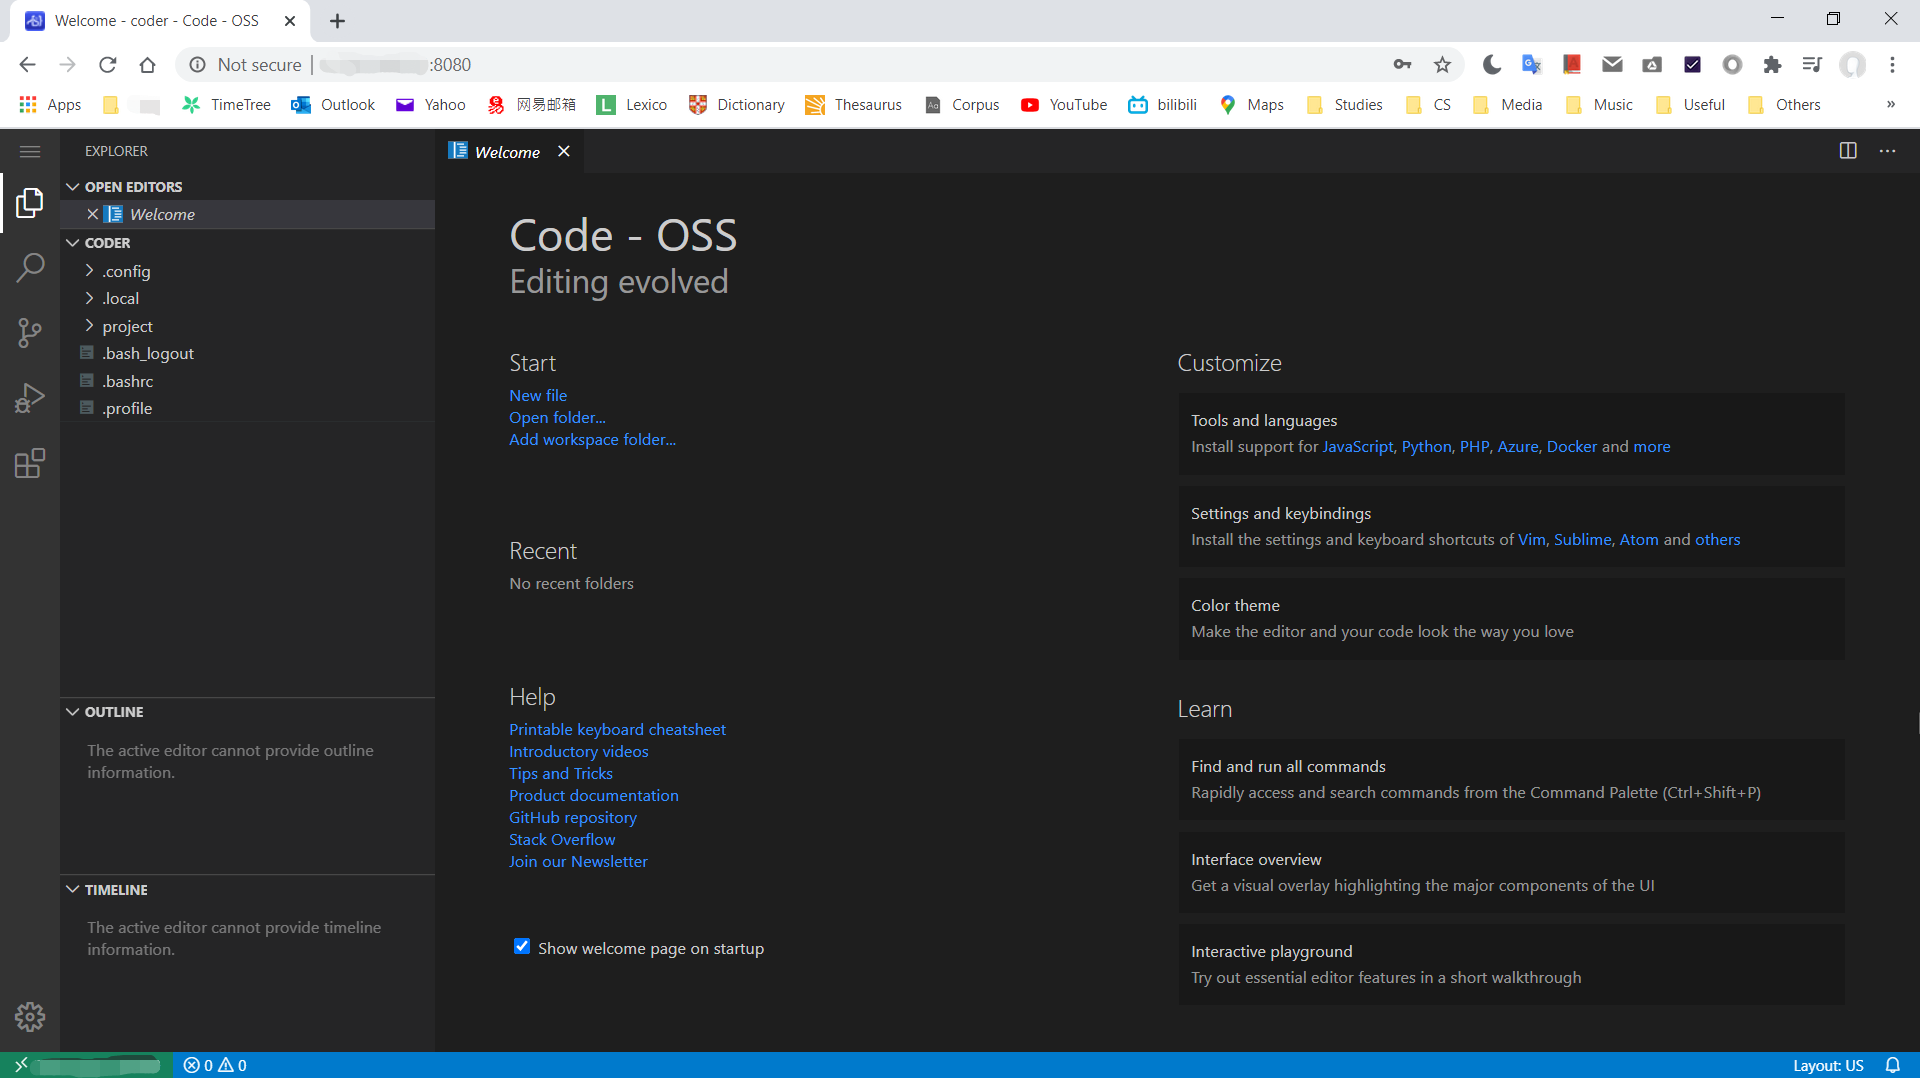 Welcome - coder - Code - OSS
Not secure | :8080
Apps TimeTree Outlook Yahoo 网易邮箱 Lexico Dictionary Thesaurus Corpus YouTube bilibili Maps Studies CS Media Music Useful Others »
EXPLORER
OPEN EDITORS
Welcome
CODER
.config
.local
project
.bash_logout
.bashrc
.profile
OUTLINE
The active editor cannot provide outline
information.
TIMELINE
The active editor cannot provide timeline
information.
Welcome
Code - OSS
Editing evolved
Start
New file
Open folder...
Add workspace folder...
Recent
No recent folders
Help
Printable keyboard cheatsheet
Introductory videos
Tips and Tricks
Product documentation
GitHub repository
Stack Overflow
Join our Newsletter
Show welcome page on startup
Customize
Tools and languages
Install support for JavaScript, Python, PHP, Azure, Docker and more
Settings and keybindings
Install the settings and keyboard shortcuts of Vim, Sublime, Atom and others
Color theme
Make the editor and your code look the way you love
Learn
Find and run all commands
Rapidly access and search commands from the Command Palette (Ctrl+Shift+P)
Interface overview
Get a visual overlay highlighting the major components of the UI
Interactive playground
Try out essential editor features in a short walkthrough
0 0
Layout: US